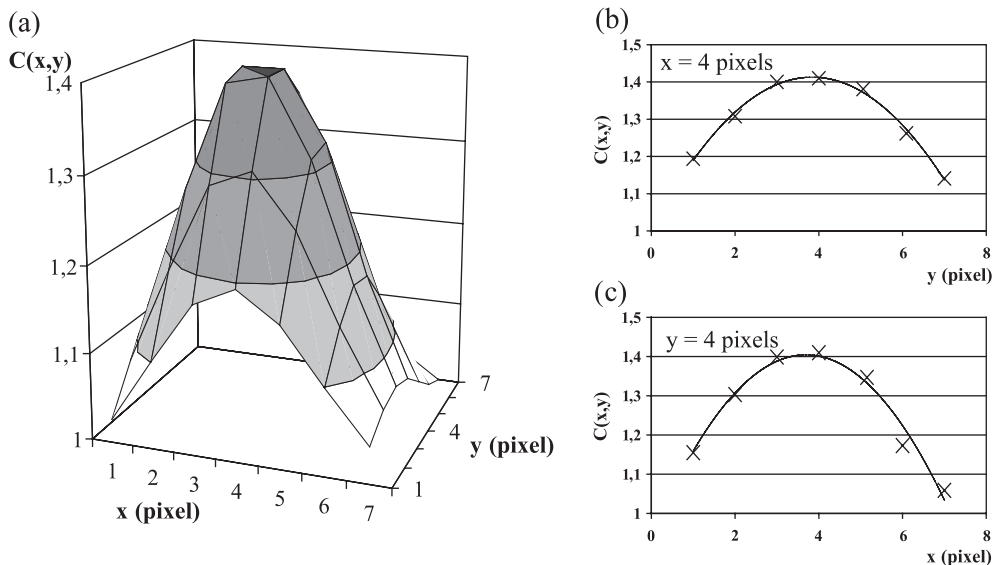 (a)
C(x,y)
1,4
1,3
1,2
1,1
1
1 2 3 4 5 6 7
x (pixel)
1
4
7
y (pixel)
(b)
1,5
1,4
1,3
1,2
1,1
1
C(x,y)
x = 4 pixels
0 2 4 6 8
y (pixel)
(c)
1,5
1,4
1,3
1,2
1,1
1
C(x,y)
y = 4 pixels
0 2 4 6 8
x (pixel)